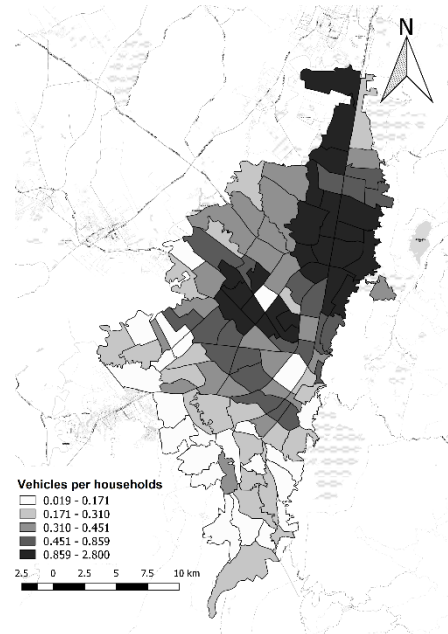 N
Vehicles per households
0.019 - 0.171
0.171 - 0.310
0.310 - 0.451
0.451 - 0.859
0.859 - 2.800
2.5 0 2.5 5 7.5 10 km